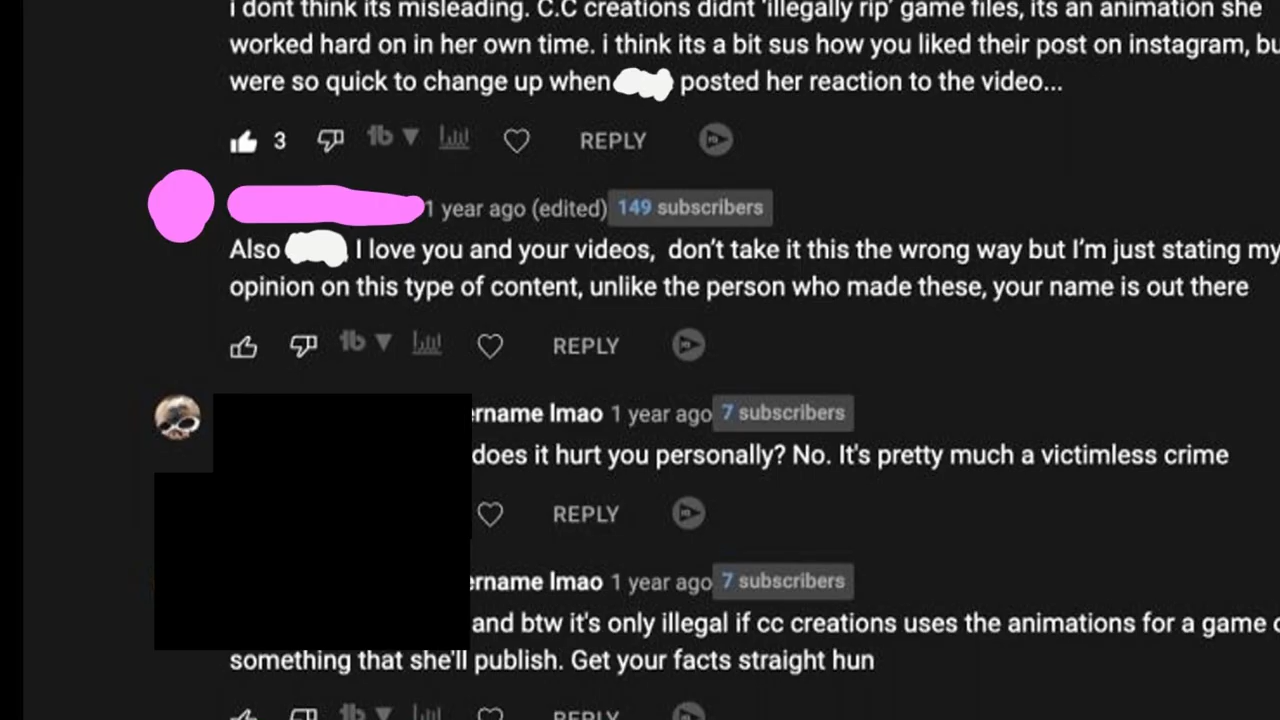 i dont think its misleading. C.C creations didnt 'illegally rip' game files, its an animation she
worked hard on in her own time. i think its a bit sus how you liked their post on instagram, bu
were so quick to change up when posted her reaction to the video...
3 REPLY
1 year ago (edited) 149 subscribers
Also I love you and your videos, don't take it this the wrong way but I'm just stating my
opinion on this type of content, unlike the person who made these, your name is out there
REPLY
ername lmao 1 year ago 7 subscribers
does it hurt you personally? No. It's pretty much a victimless crime
REPLY
ername lmao 1 year ago 7 subscribers
and btw it's only illegal if cc creations uses the animations for a game
something that she'll publish. Get your facts straight hun
REPLY